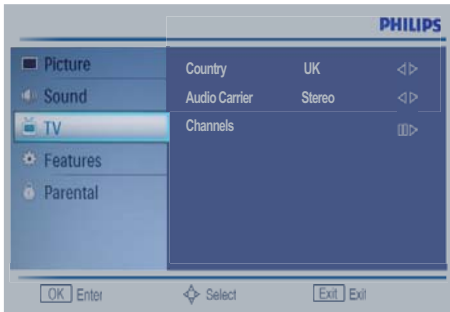 PHILIPS
Picture
Sound
TV
Features
Parental
Country UK
Audio Carrier Stereo
Channels
OK Enter Select Exit Exit